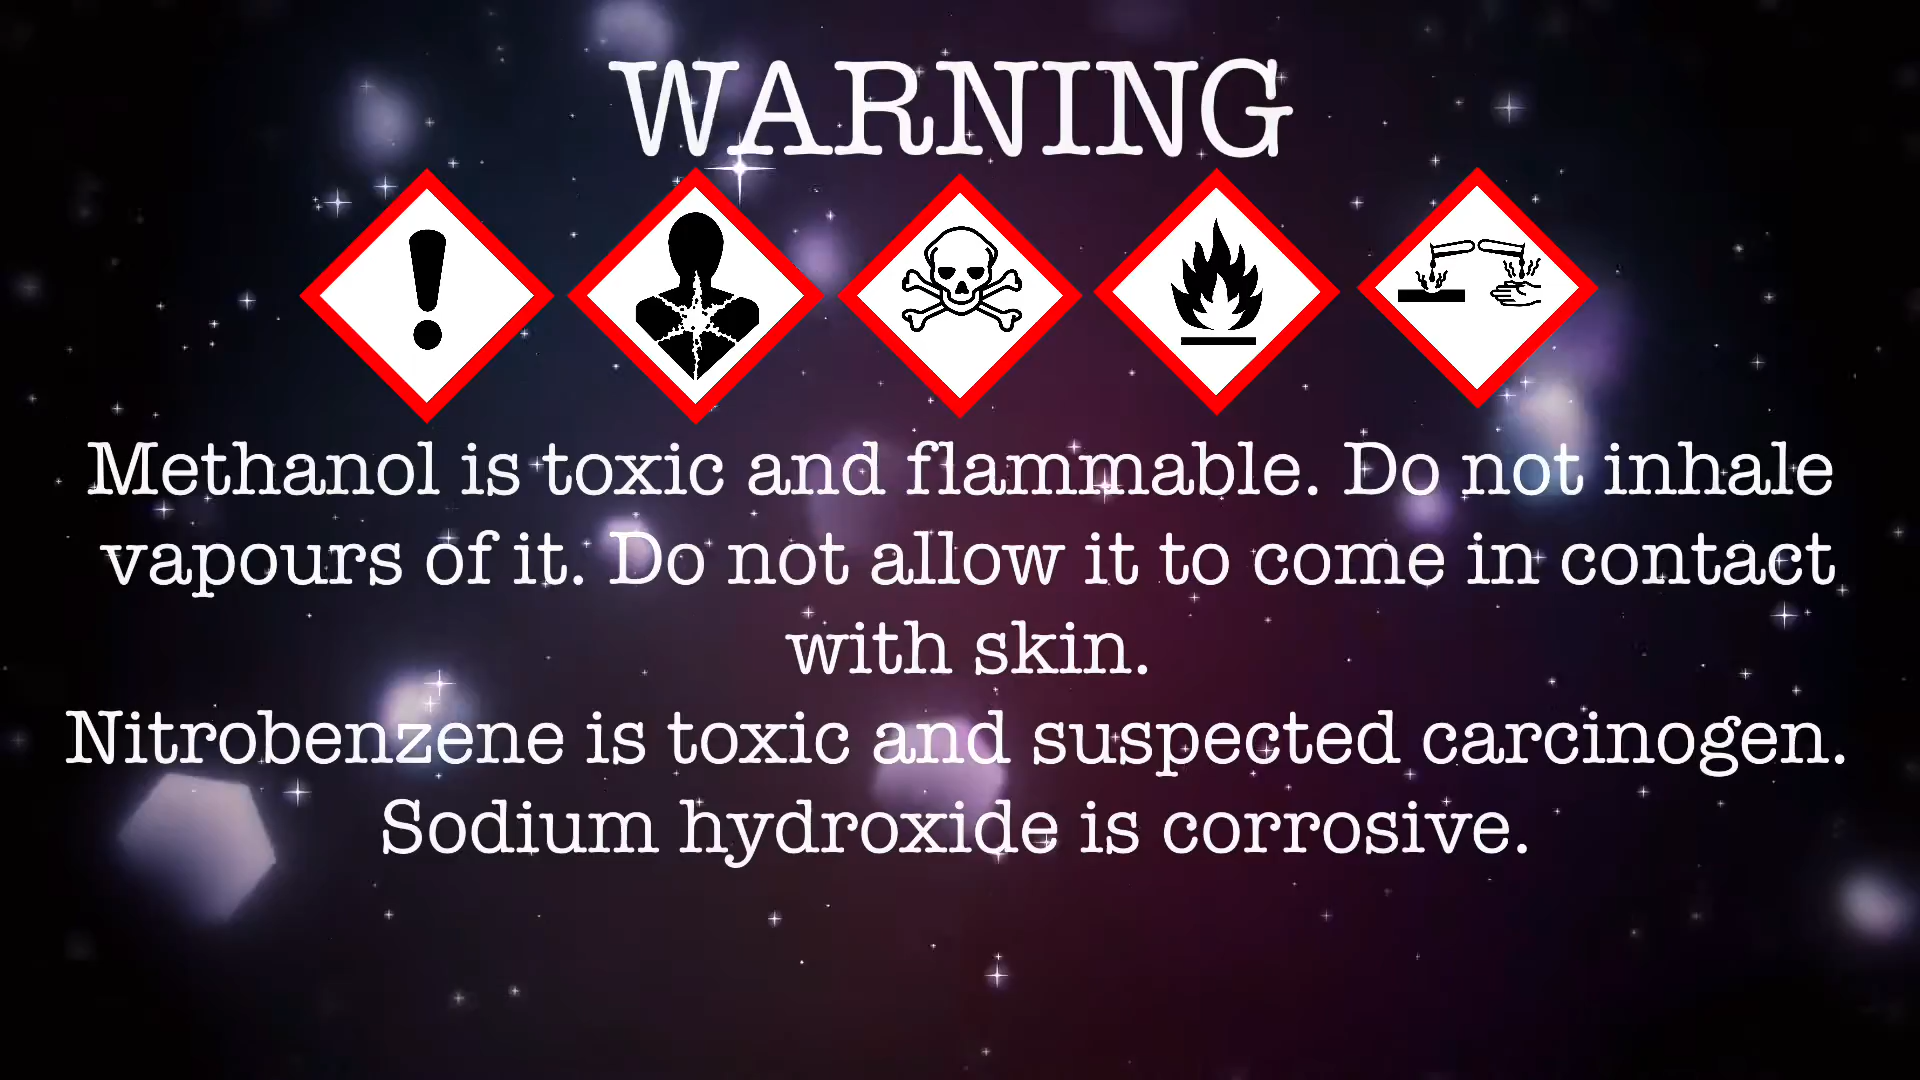 WARNING
Methanol is toxic and flammable. Do not inhale
vapours of it. Do not allow it to come in contact
with skin.
Nitrobenzene is toxic and suspected carcinogen.
Sodium hydroxide is corrosive.